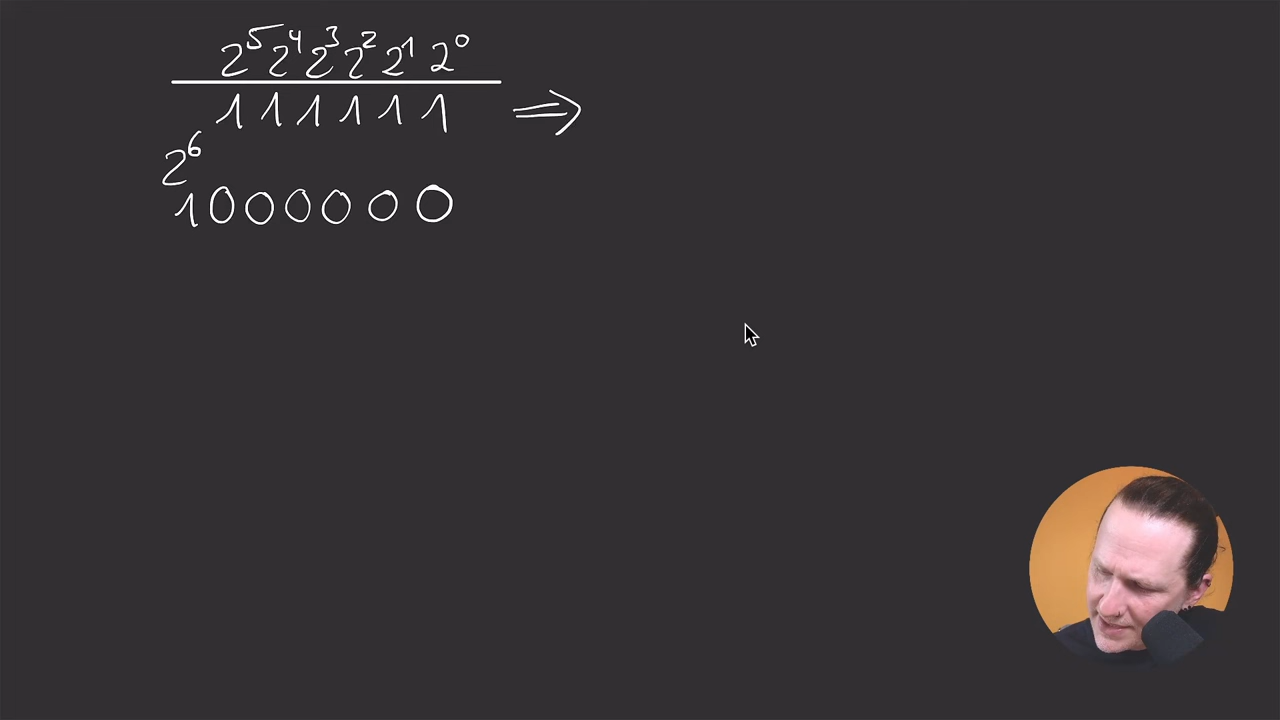 2⁵ 2⁴ 2³ 2² 2¹ 2⁰
1 1 1 1 1 1 ⇒
2⁶
1 0 0 0 0 0 0